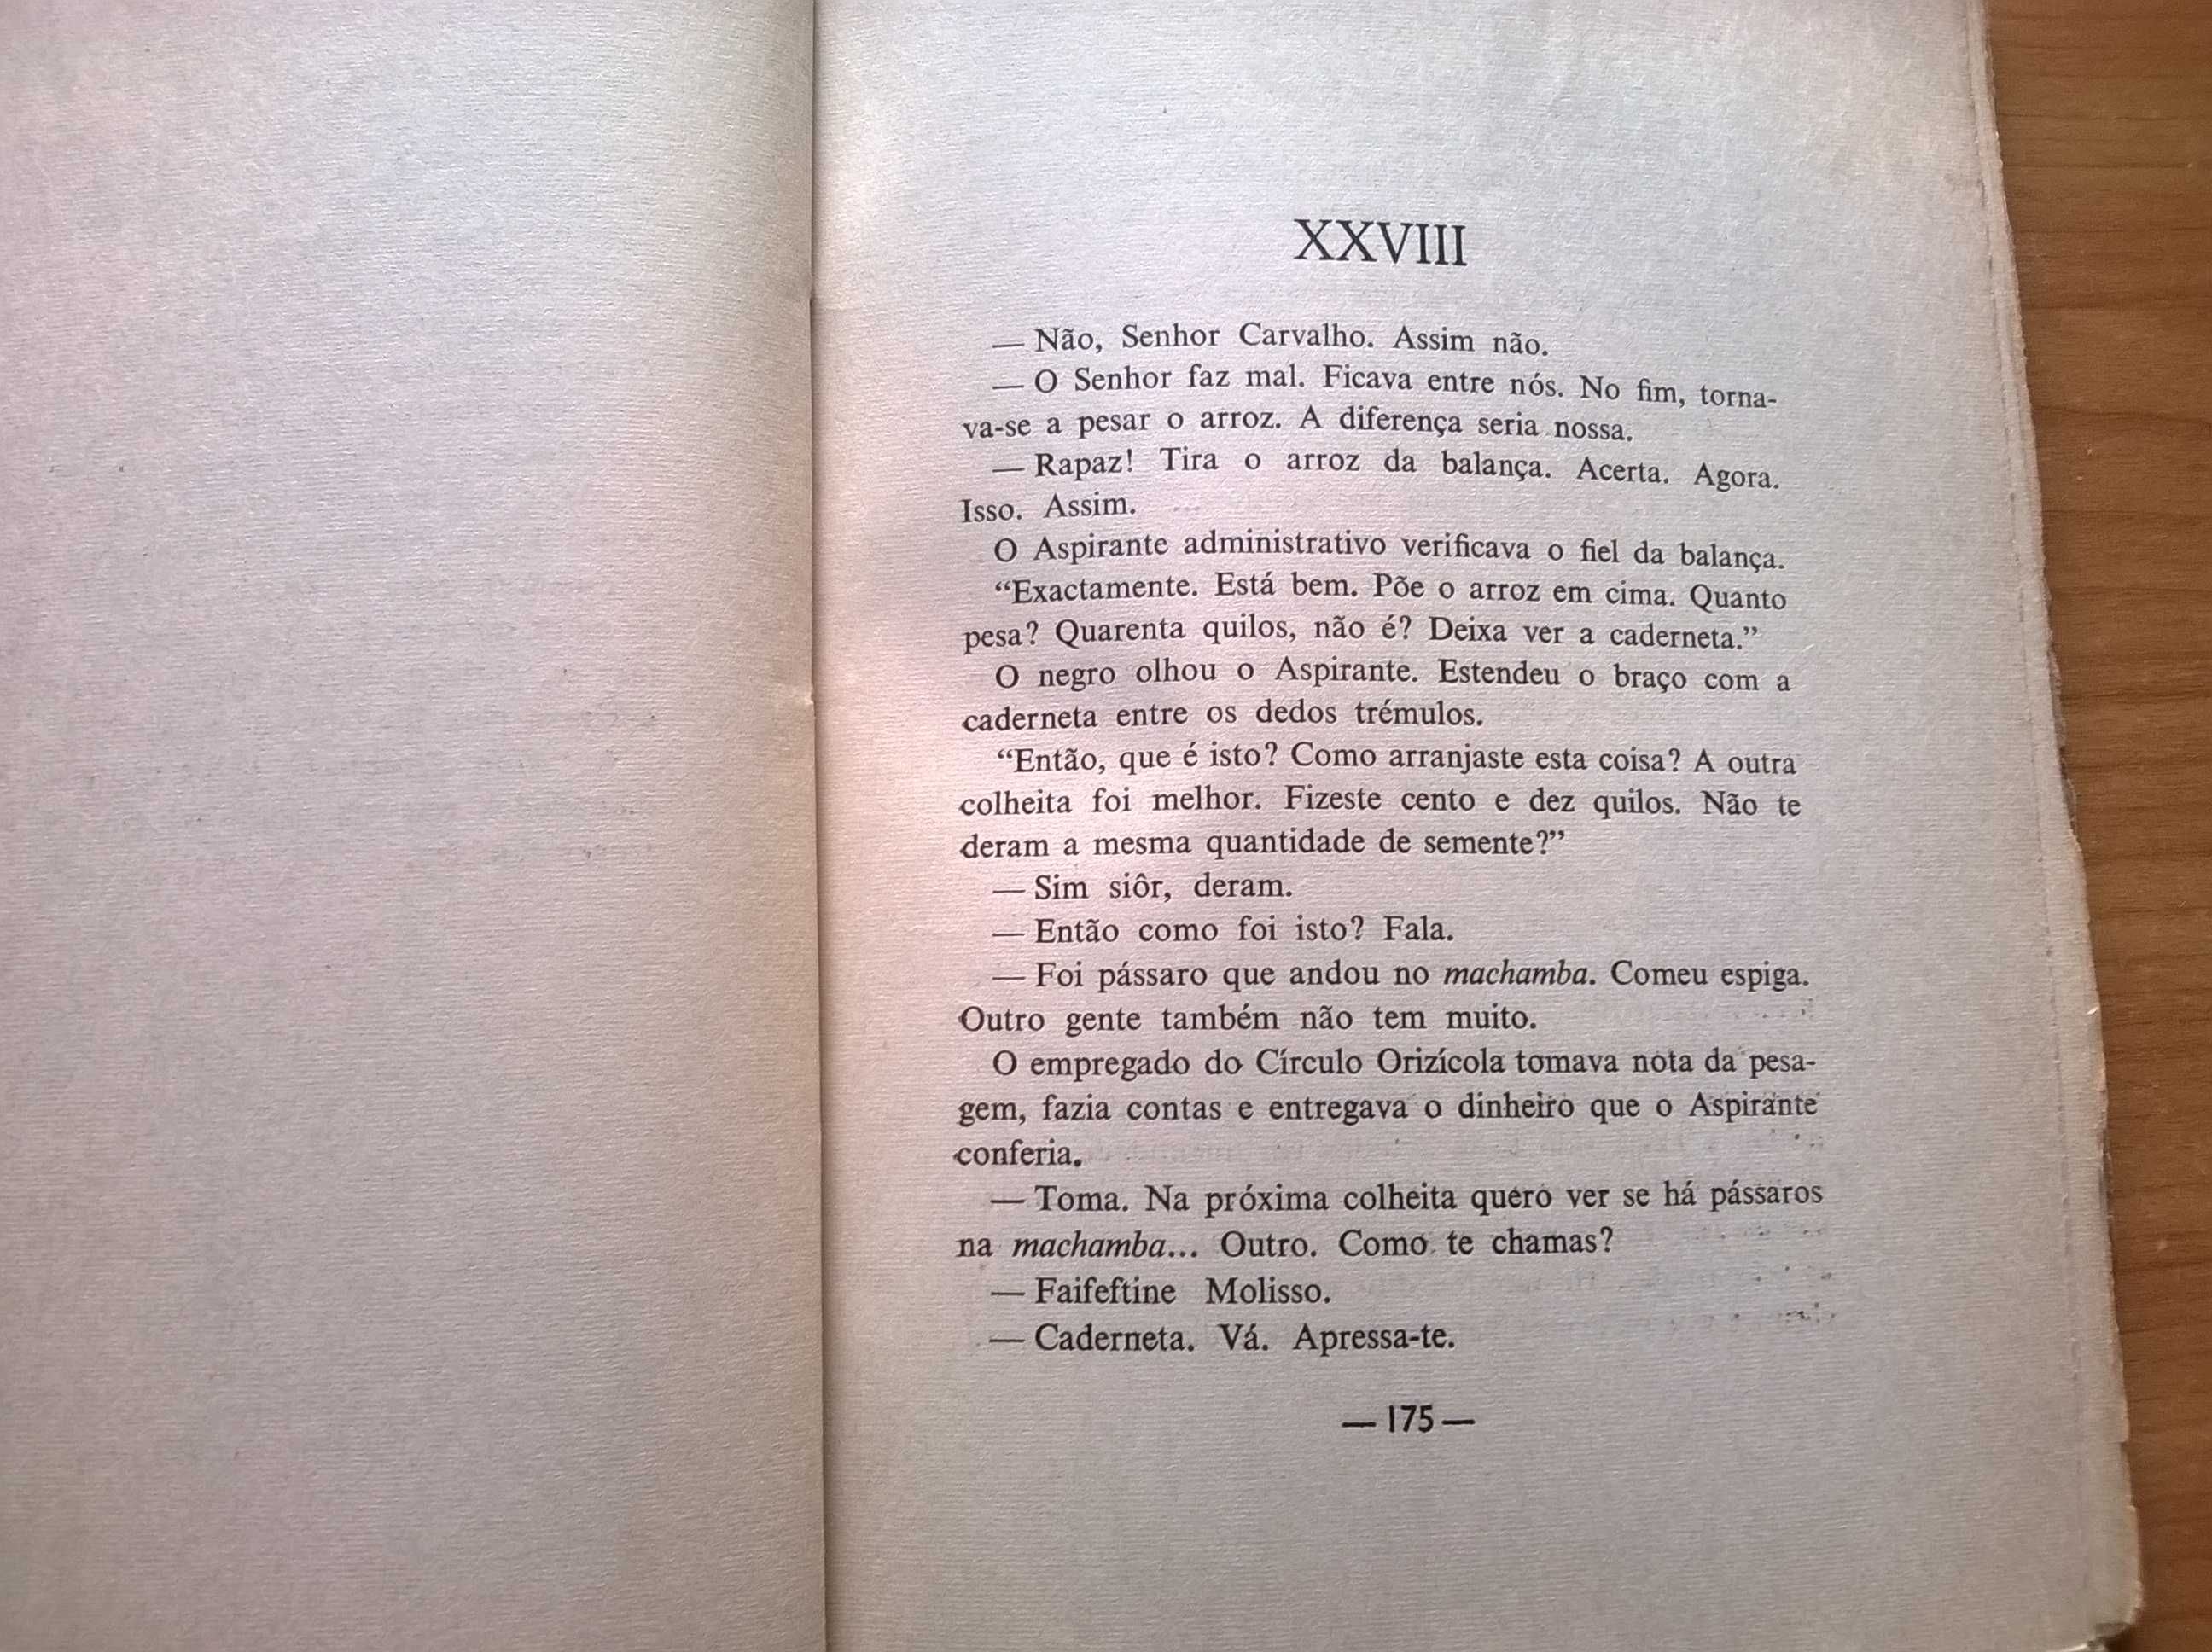 XXVIII
— Não, Senhor Carvalho. Assim não.
— O Senhor faz mal. Ficava entre nós. No fim, torna-
va-se a pesar o arroz. A diferença seria nossa.
— Rapaz! Tira o arroz da balança. Acerta. Agora.
Isso. Assim.
O Aspirante administrativo verificava o fiel da balança.
“Exactamente. Está bem. Põe o arroz em cima. Quanto
pesa? Quarenta quilos, não é? Deixa ver a caderneta.”
O negro olhou o Aspirante. Estendeu o braço com a
caderneta entre os dedos trémulos.
“Então, que é isto? Como arranjaste esta coisa? A outra
colheita foi melhor. Fizeste cento e dez quilos. Não te
deram a mesma quantidade de semente?”
— Sim siôr, deram.
— Então como foi isto? Fala.
— Foi pássaro que andou no machamba. Comeu espiga.
Outro gente também não tem muito.
O empregado do Círculo Orizícola tomava nota da pesa-
gem, fazia contas e entregava o dinheiro que o Aspirante
conferia.
— Toma. Na próxima colheita quero ver se há pássaros
na machamba... Outro. Como te chamas?
— Faifeftine Molisso.
— Caderneta. Vá. Apressa-te.
— 175 —